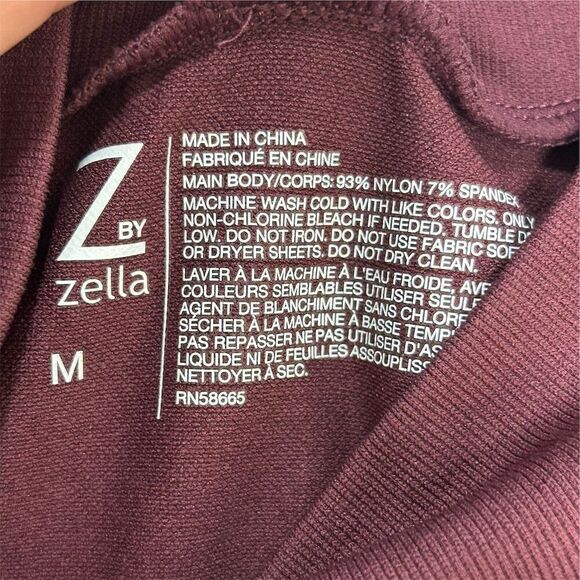 Z BY
zella
M
MADE IN CHINA
FABRIQUÉ EN CHINE
MAIN BODY/CORPS: 93% NYLON 7% SPANDEX
MACHINE WASH COLD WITH LIKE COLORS. ONLY
NON-CHLORINE BLEACH IF NEEDED. TUMBLE
LOW. DO NOT IRON. DO NOT USE FABRIC
OR DRYER SHEETS. DO NOT DRY CLEAN.
LAVER À LA MACHINE À L'EAU FROIDE,
COULEURS SEMBLABLES UTILISER
AGENT DE BLANCHIMENT SANS
SÉCHER À LA MACHINE À BASSE
PAS REPASSER NE PAS UTILISER
LIQUIDE NI DE FEUILLES
NETTOYER À SEC.
RN58665